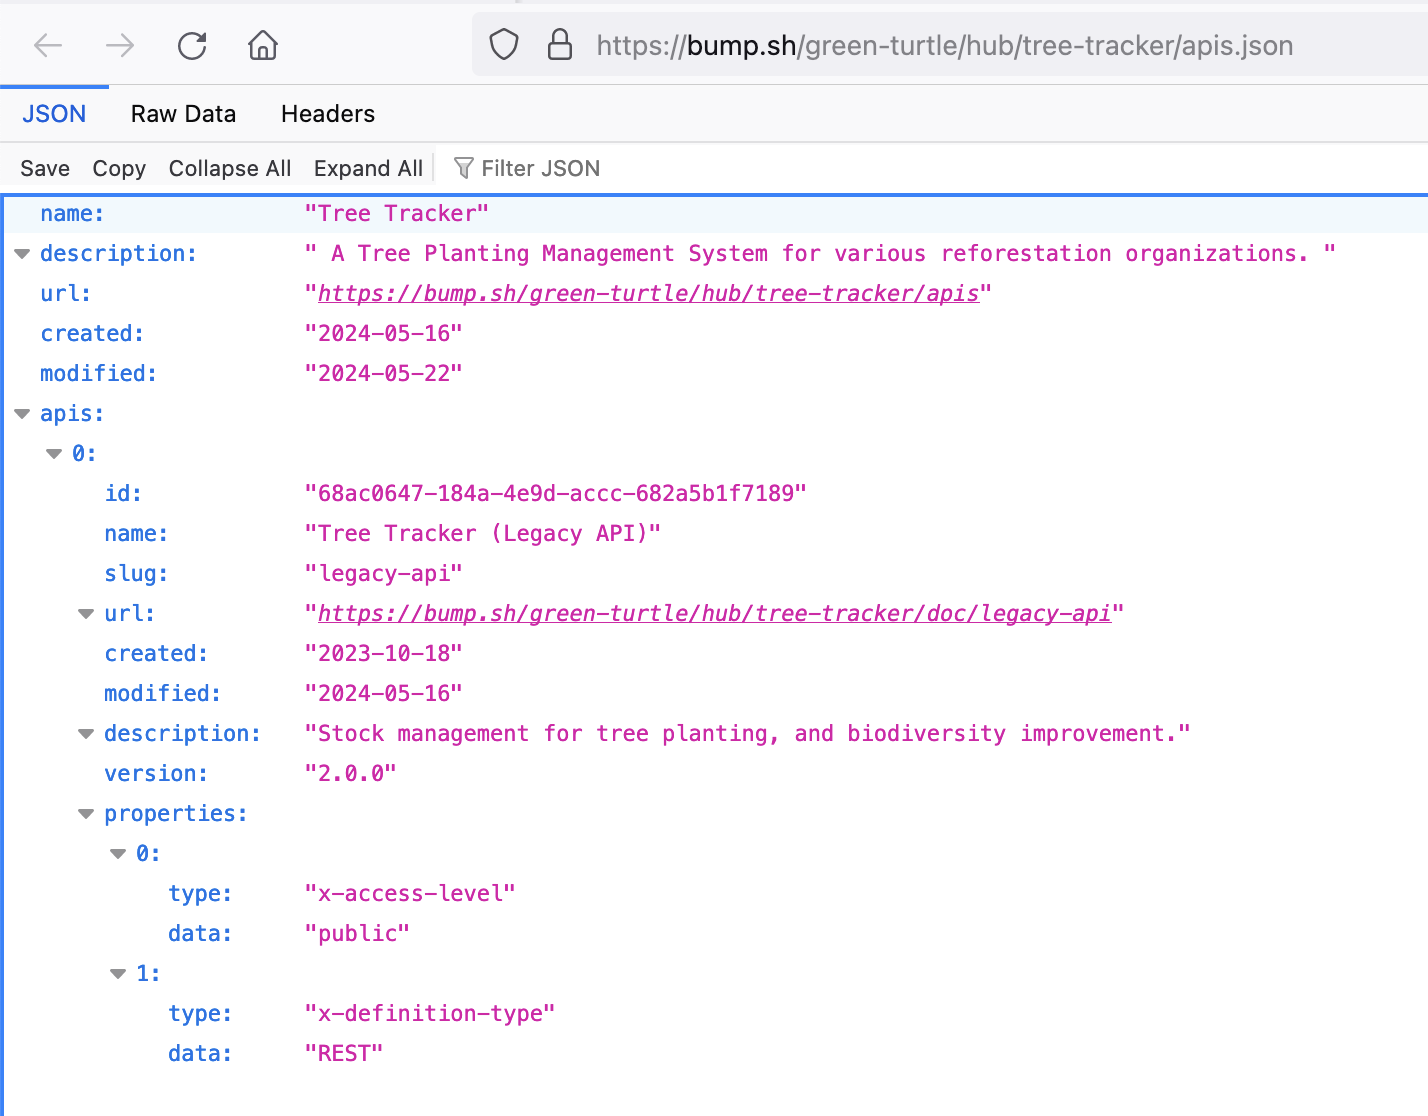 https://bump.sh/green-turtle/hub/tree-tracker/apis.json
JSON Raw Data Headers
Save Copy Collapse All Expand All Filter JSON
name: "Tree Tracker"
description: " A Tree Planting Management System for various reforestation organizations. "
url: "https://bump.sh/green-turtle/hub/tree-tracker/apis"
created: "2024-05-16"
modified: "2024-05-22"
apis:
0:
id: "68ac0647-184a-4e9d-accc-682a5b1f7189"
name: "Tree Tracker (Legacy API)"
slug: "legacy-api"
url: "https://bump.sh/green-turtle/hub/tree-tracker/doc/legacy-api"
created: "2023-10-18"
modified: "2024-05-16"
description: "Stock management for tree planting, and biodiversity improvement."
version: "2.0.0"
properties:
0:
type: "x-access-level"
data: "public"
1:
type: "x-definition-type"
data: "REST"